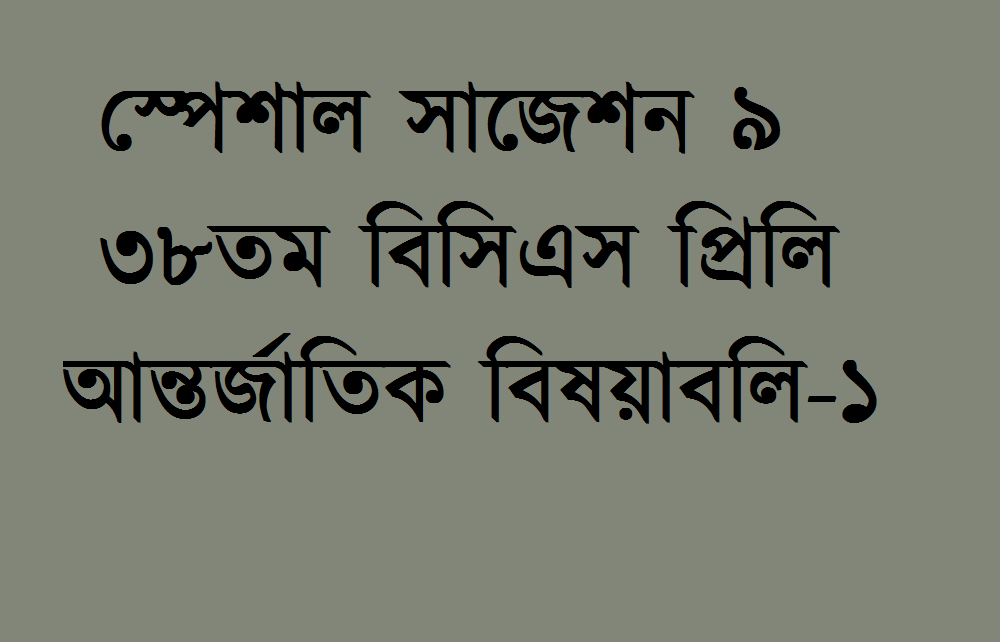 স্পেশাল সাজেশন ৯
৩৮তম বিসিএস প্রিলি
আন্তর্জাতিক বিষয়াবলি-১